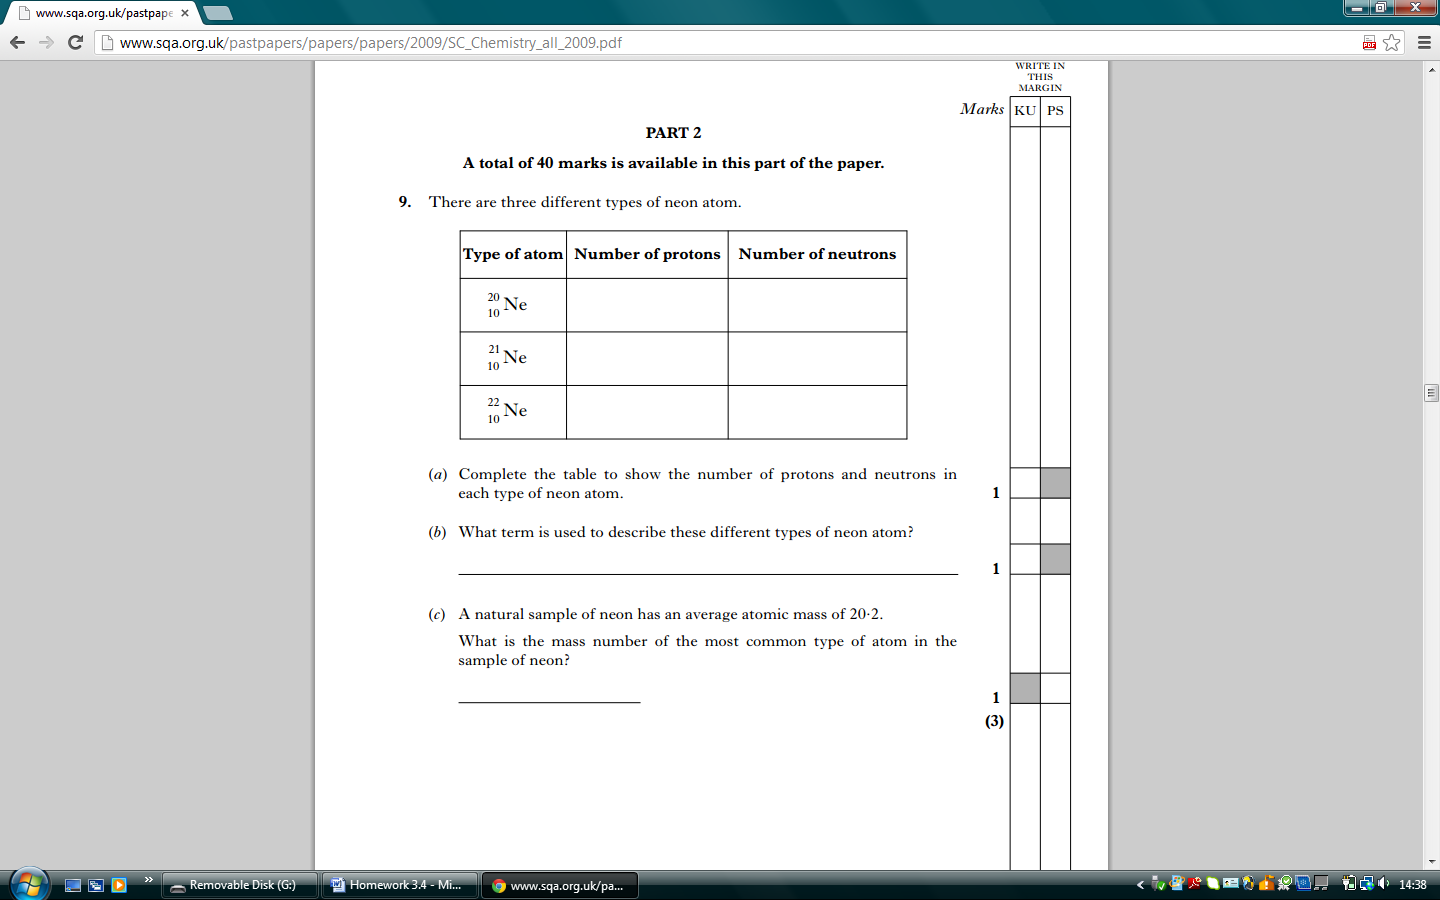 www.sqa.org.uk/pastpape
www.sqa.org.uk/pastpapers/papers/papers/2009/SC_Chemistry_all_2009.pdf
WRITE IN
THIS
MARGIN
Marks KU PS
PART 2
A total of 40 marks is available in this part of the paper.
9. There are three different types of neon atom.
Type of atom Number of protons Number of neutrons
20
10 Ne
21
10 Ne
22
10 Ne
(a) Complete the table to show the number of protons and neutrons in
each type of neon atom. 1
(b) What term is used to describe these different types of neon atom?
1
(c) A natural sample of neon has an average atomic mass of 20·2.
What is the mass number of the most common type of atom in the
sample of neon?
1
(3)
» Removable Disk (G:) Homework 3.4 - Mi... www.sqa.org.uk/pa... < 14:38